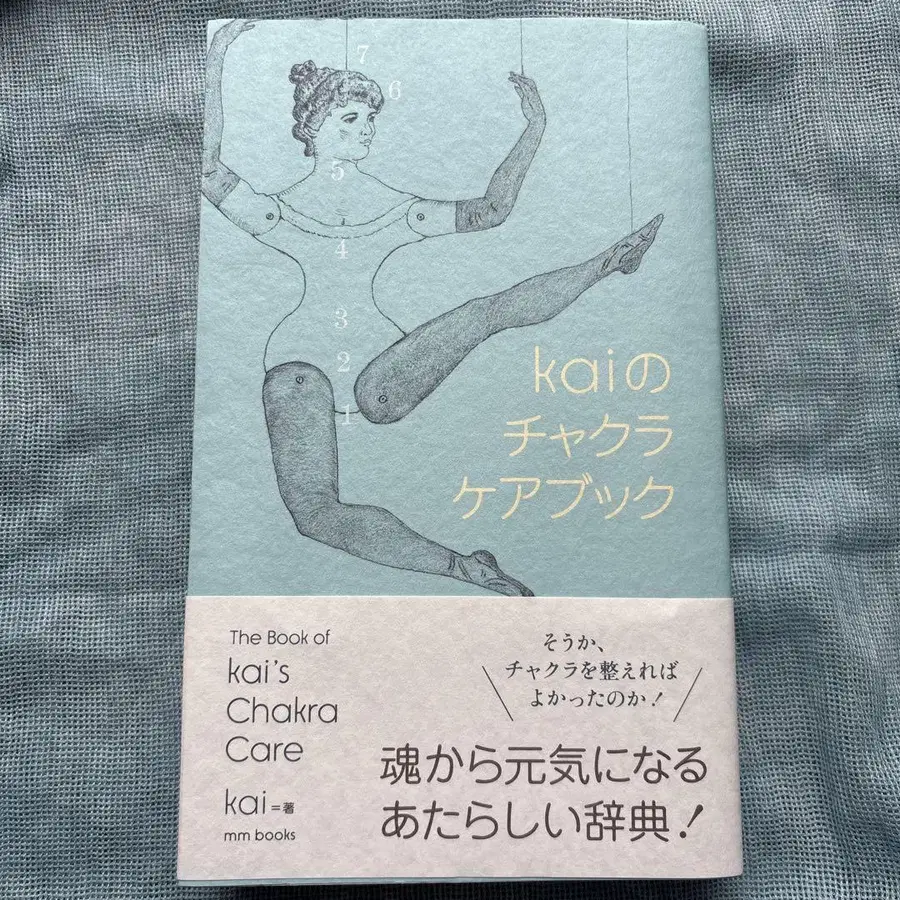 7
6
5
4
3
2
1
kaiの
チャクラ
ケアブック
The Book of
kai's
Chakra
Care
kai=著
mm books
そうか、
チャクラを整えれば
よかったのか!
魂から元気になる
あたらしい辞典!